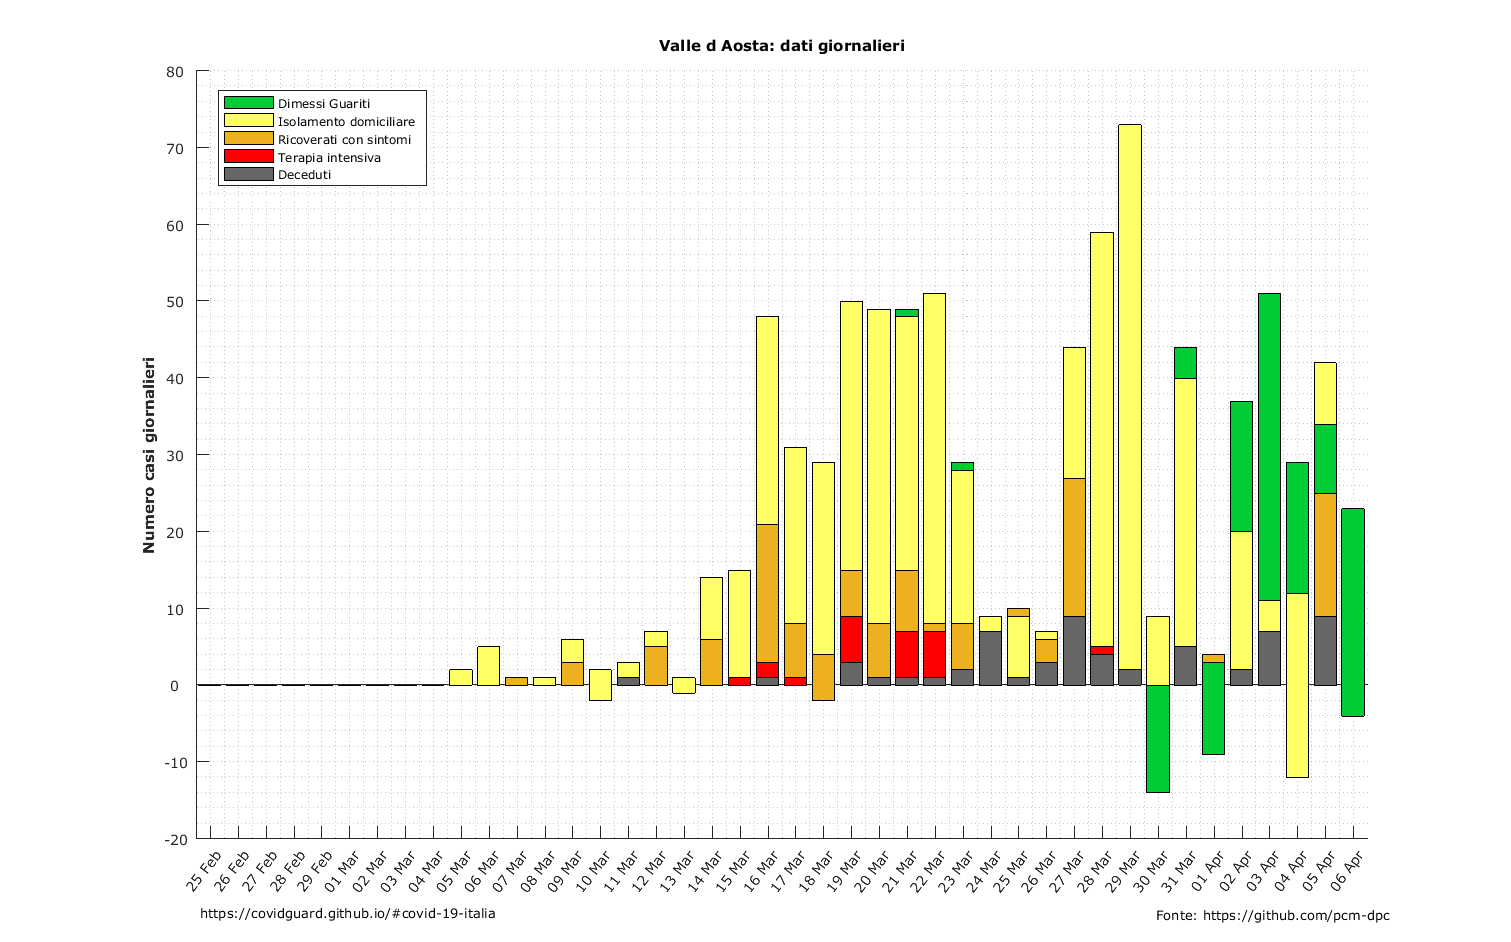 Valle d Aosta: dati giornalieri
Numero casi giornalieri
80
70
60
50
40
30
20
10
0
-10
-20
Dimessi Guariti
Isolamento domiciliare
Ricoverati con sintomi
Terapia intensiva
Deceduti
25 Feb
26 Feb
27 Feb
28 Feb
29 Feb
01 Mar
02 Mar
03 Mar
04 Mar
05 Mar
06 Mar
07 Mar
08 Mar
09 Mar
10 Mar
11 Mar
12 Mar
13 Mar
14 Mar
15 Mar
16 Mar
17 Mar
18 Mar
19 Mar
20 Mar
21 Mar
22 Mar
23 Mar
24 Mar
25 Mar
26 Mar
27 Mar
28 Mar
29 Mar
30 Mar
31 Mar
01 Apr
02 Apr
03 Apr
04 Apr
05 Apr
06 Apr
https://covidguard.github.io/#covid-19-italia
Fonte: https://github.com/pcm-dpc